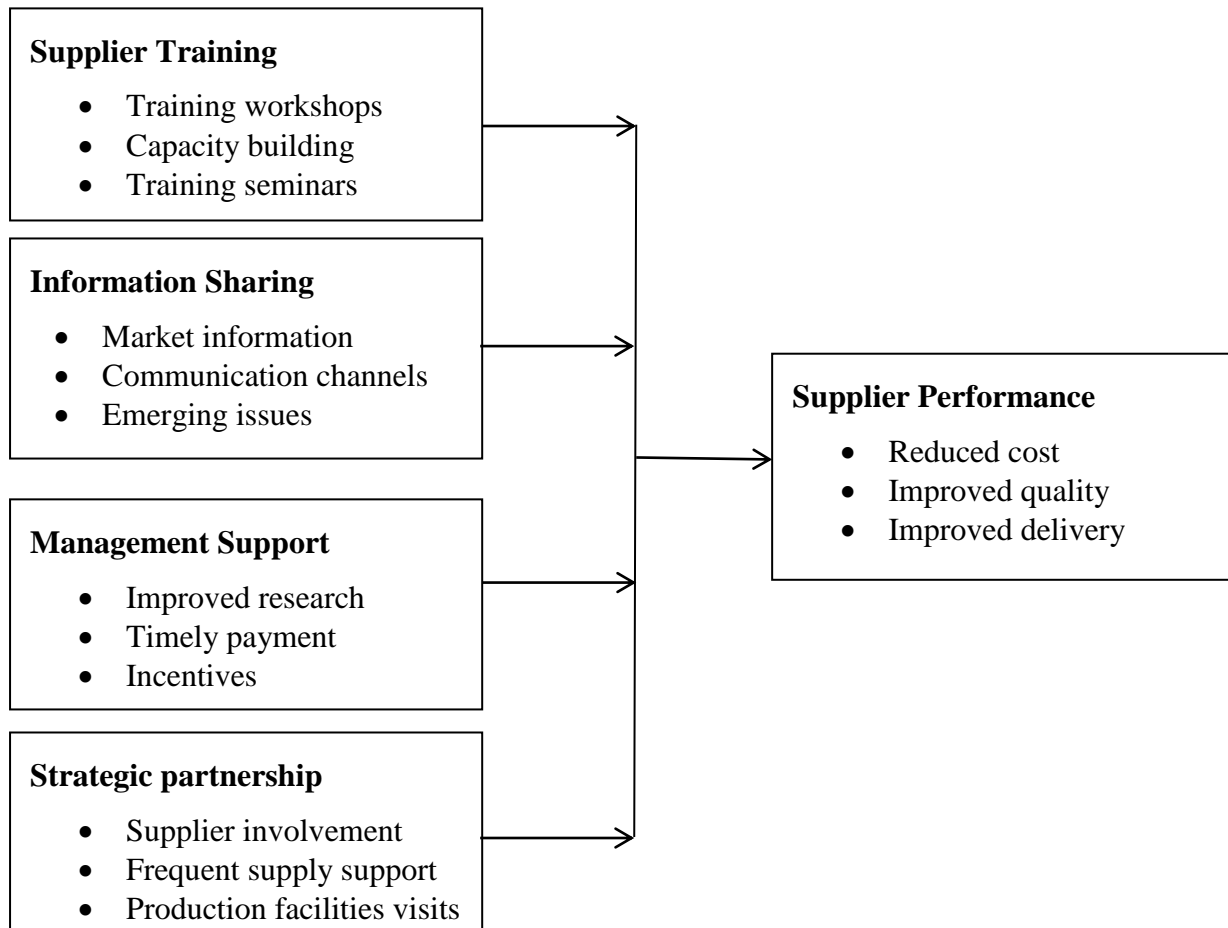 Supplier Training
• Training workshops
• Capacity building
• Training seminars
Information Sharing
• Market information
• Communication channels
• Emerging issues
Management Support
• Improved research
• Timely payment
• Incentives
Strategic partnership
• Supplier involvement
• Frequent supply support
• Production facilities visits
Supplier Performance
• Reduced cost
• Improved quality
• Improved delivery